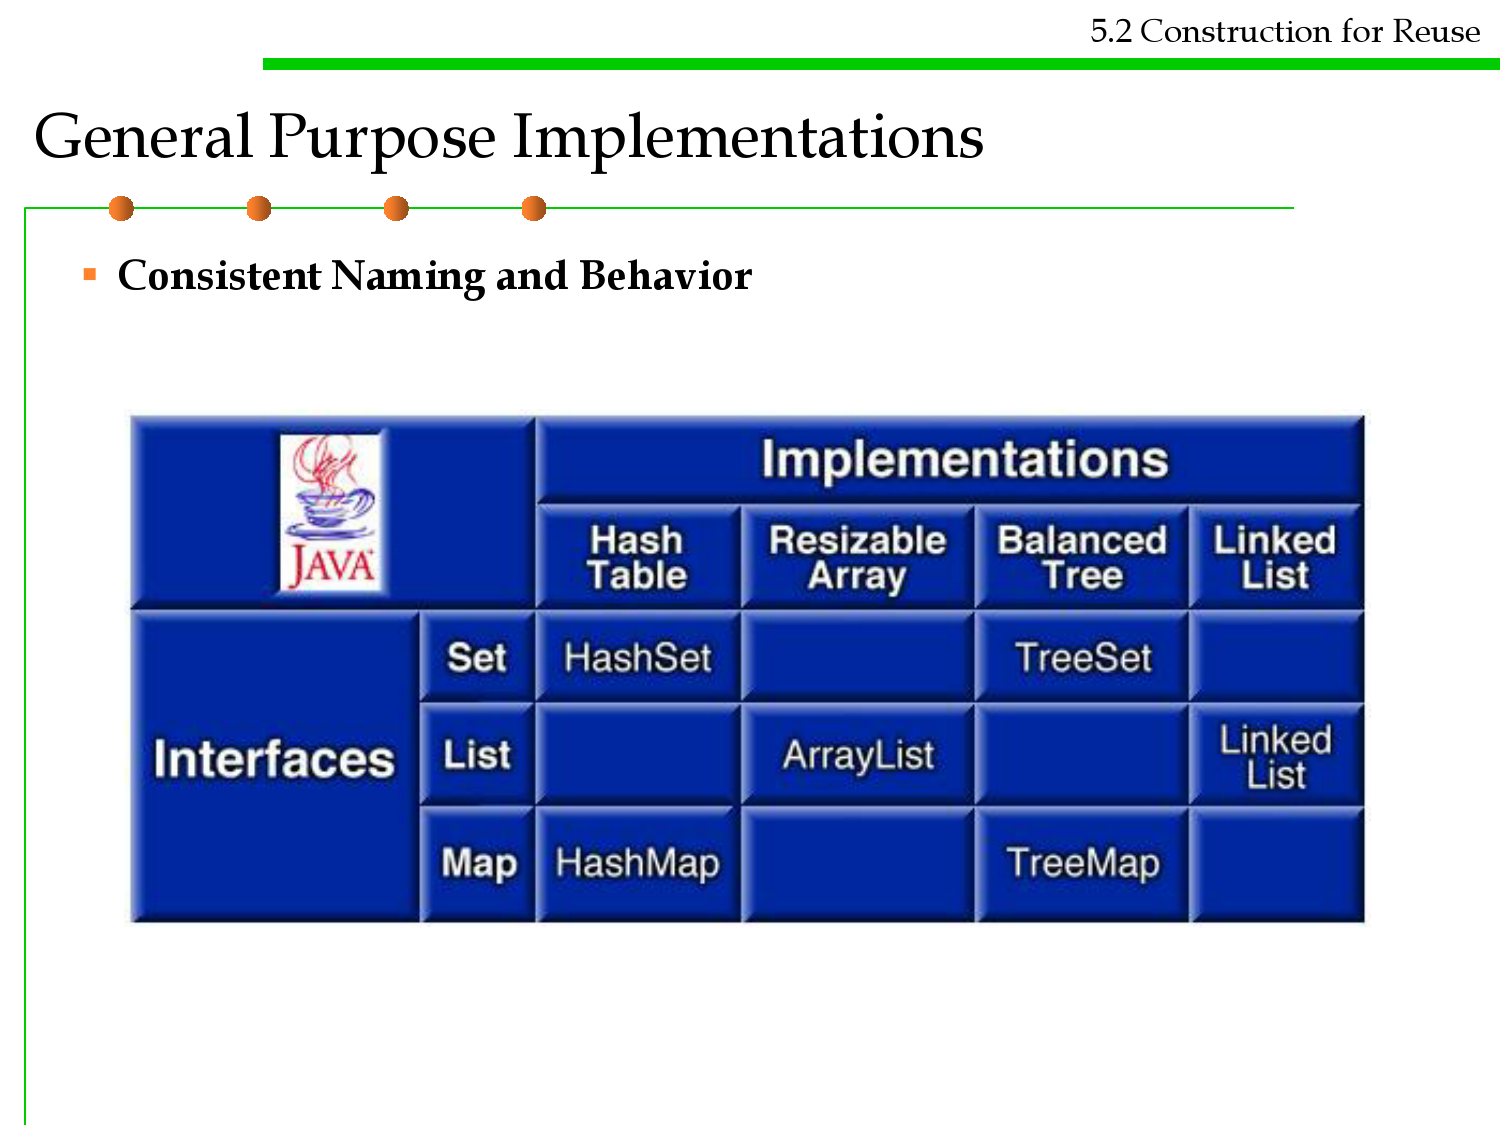 5.2 Construction for Reuse
General Purpose Implementations
Consistent Naming and Behavior
JAVA
Implementations
Hash Table
Resizable Array
Balanced Tree
Linked List
Interfaces
Set
HashSet
TreeSet
List
ArrayList
Linked List
Map
HashMap
TreeMap